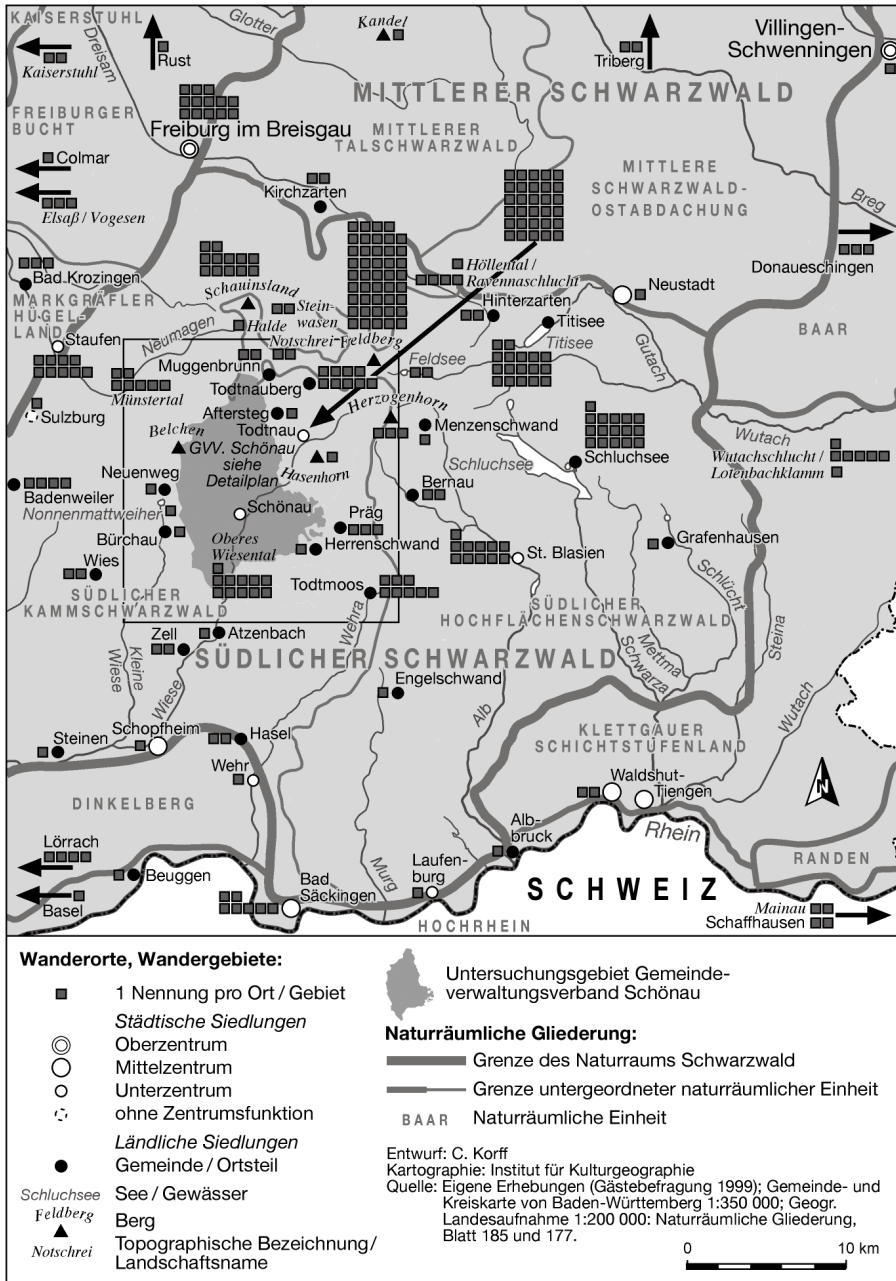 KAISERSTUHL
Kaiserstuhl
Dreisam
Rust
Glotter
Kandel
Triberg
Villingen-
Schwenningen
MITTLERER SCHWARZWALD
FREIBURGER
BUCHT
Freiburg im Breisgau
MITTLERER
TALSCHWARZWALD
MITTLERE
SCHWARZWALD-
OSTABDACHUNG
Colmar
Elsaß / Vogesen
Kirchzarten
Breg
Donaueschingen
Bad Krozingen
Schauinsland
Höllental /
Ravennaschlucht
Neustadt
MARKGRÄFLER
HÜGEL-
LAND
Neumagen
Halde
Stein-
wasen
Notschrei
Feldberg
Hinterzarten
Titisee
Titisee
Gutach
BAAR
Staufen
Muggenbrunn
Todtnauberg
Feldsee
Münstertal
Sulzburg
Aftersteg
Todtnau
Herzogenhorn
Menzenschwand
Belchen
GVV. Schönau
siehe
Detailplan
Hasenhorn
Schluchsee
Schluchsee
Wutach
Wutachschlucht /
Lotenbachklamm
Neuenweg
Badenweiler
Nonnenmattweiher
Schönau
Bernau
Präg
Bürchau
Herrenschwand
Grafenhausen
Wies
Oberes
Wiesental
St. Blasien
Todtmoos
Schlücht
SÜDLICHER
KAMMSCHWARZWALD
Wehra
SÜDLICHER
HOCHFLÄCHENSCHWARZWALD
Steina
Zell
Atzenbach
SÜDLICHER SCHWARZWALD
Mettma
Schwarza
Kleine
Wiese
Wiese
Engelschwand
Alb
Wutach
Steinen
Schopfheim
Hasel
KLETTGAUER
SCHICHTSTUFENLAND
Wehr
Waldshut-
Tiengen
DINKELBERG
N
Lörrach
Alb-
bruck
Rhein
RANDEN
Beuggen
Murg
Laufen-
burg
Basel
Bad
Säckingen
SCHWEIZ
Mainau
Schaffhausen
HOCHRHEIN
Wanderorte, Wandergebiete:
1 Nennung pro Ort / Gebiet
Städtische Siedlungen
Oberzentrum
Mittelzentrum
Unterzentrum
ohne Zentrumsfunktion
Ländliche Siedlungen
Gemeinde / Ortsteil
Schluchsee See / Gewässer
Feldberg Berg
Notschrei Topographische Bezeichnung /
Landschaftsname
Untersuchungsgebiet Gemeinde-
verwaltungsverband Schönau
Naturräumliche Gliederung:
Grenze des Naturraums Schwarzwald
Grenze untergeordneter naturräumlicher Einheit
BAAR Naturräumliche Einheit
Entwurf: C. Korff
Kartographie: Institut für Kulturgeographie
Quelle: Eigene Erhebungen (Gästebefragung 1999); Gemeinde- und
Kreiskarte von Baden-Württemberg 1:350 000; Geogr.
Landesaufnahme 1:200 000: Naturräumliche Gliederung,
Blatt 185 und 177.
0 10 km